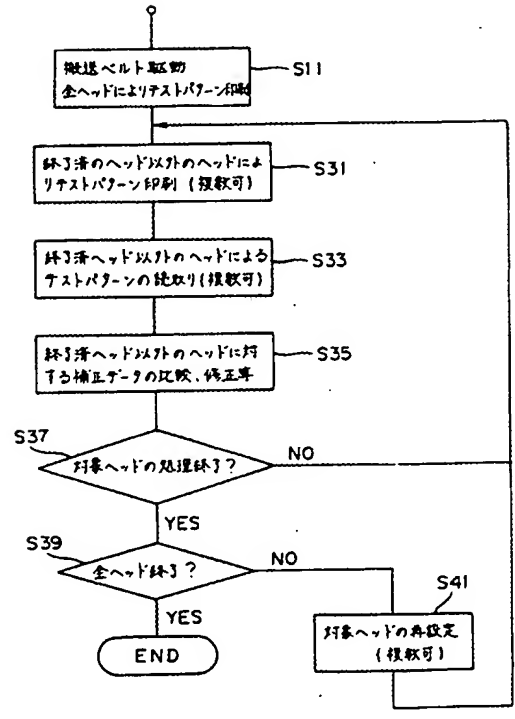 搬送ベルト駆動
全ヘッドによりテストパターン印刷
S11
終了済のヘッド以外のヘッドによ
りテストパターン印刷(複数可)
S31
終了済ヘッド以外のヘッドによる
テストパターンの読取り(複数可)
S33
終了済ヘッド以外のヘッドに対
する補正データの比較、修正等
S35
S37
対象ヘッドの処理終了?
NO
YES
S39
全ヘッド終了?
NO
YES
S41
対象ヘッドの再設定
(複数可)
END